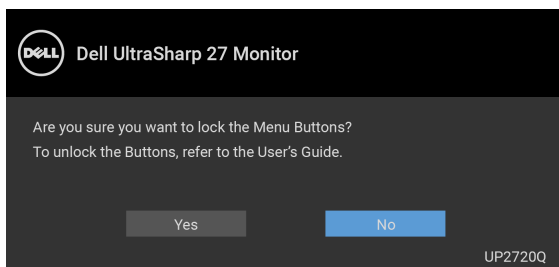 DELL
Dell UltraSharp 27 Monitor
Are you sure you want to lock the Menu Buttons?
To unlock the Buttons, refer to the User's Guide.
Yes
No
UP2720Q